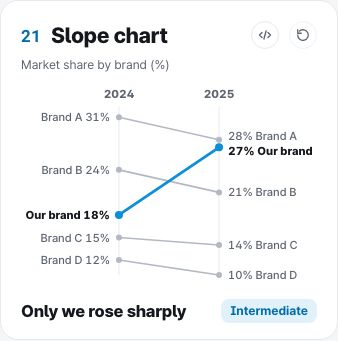 21 Slope chart
Market share by brand (%)
2024 2025
Brand A 31%
28% Brand A
27% Our brand
Brand B 24%
21% Brand B
Our brand 18%
Brand C 15%
14% Brand C
Brand D 12%
10% Brand D
Only we rose sharply
Intermediate